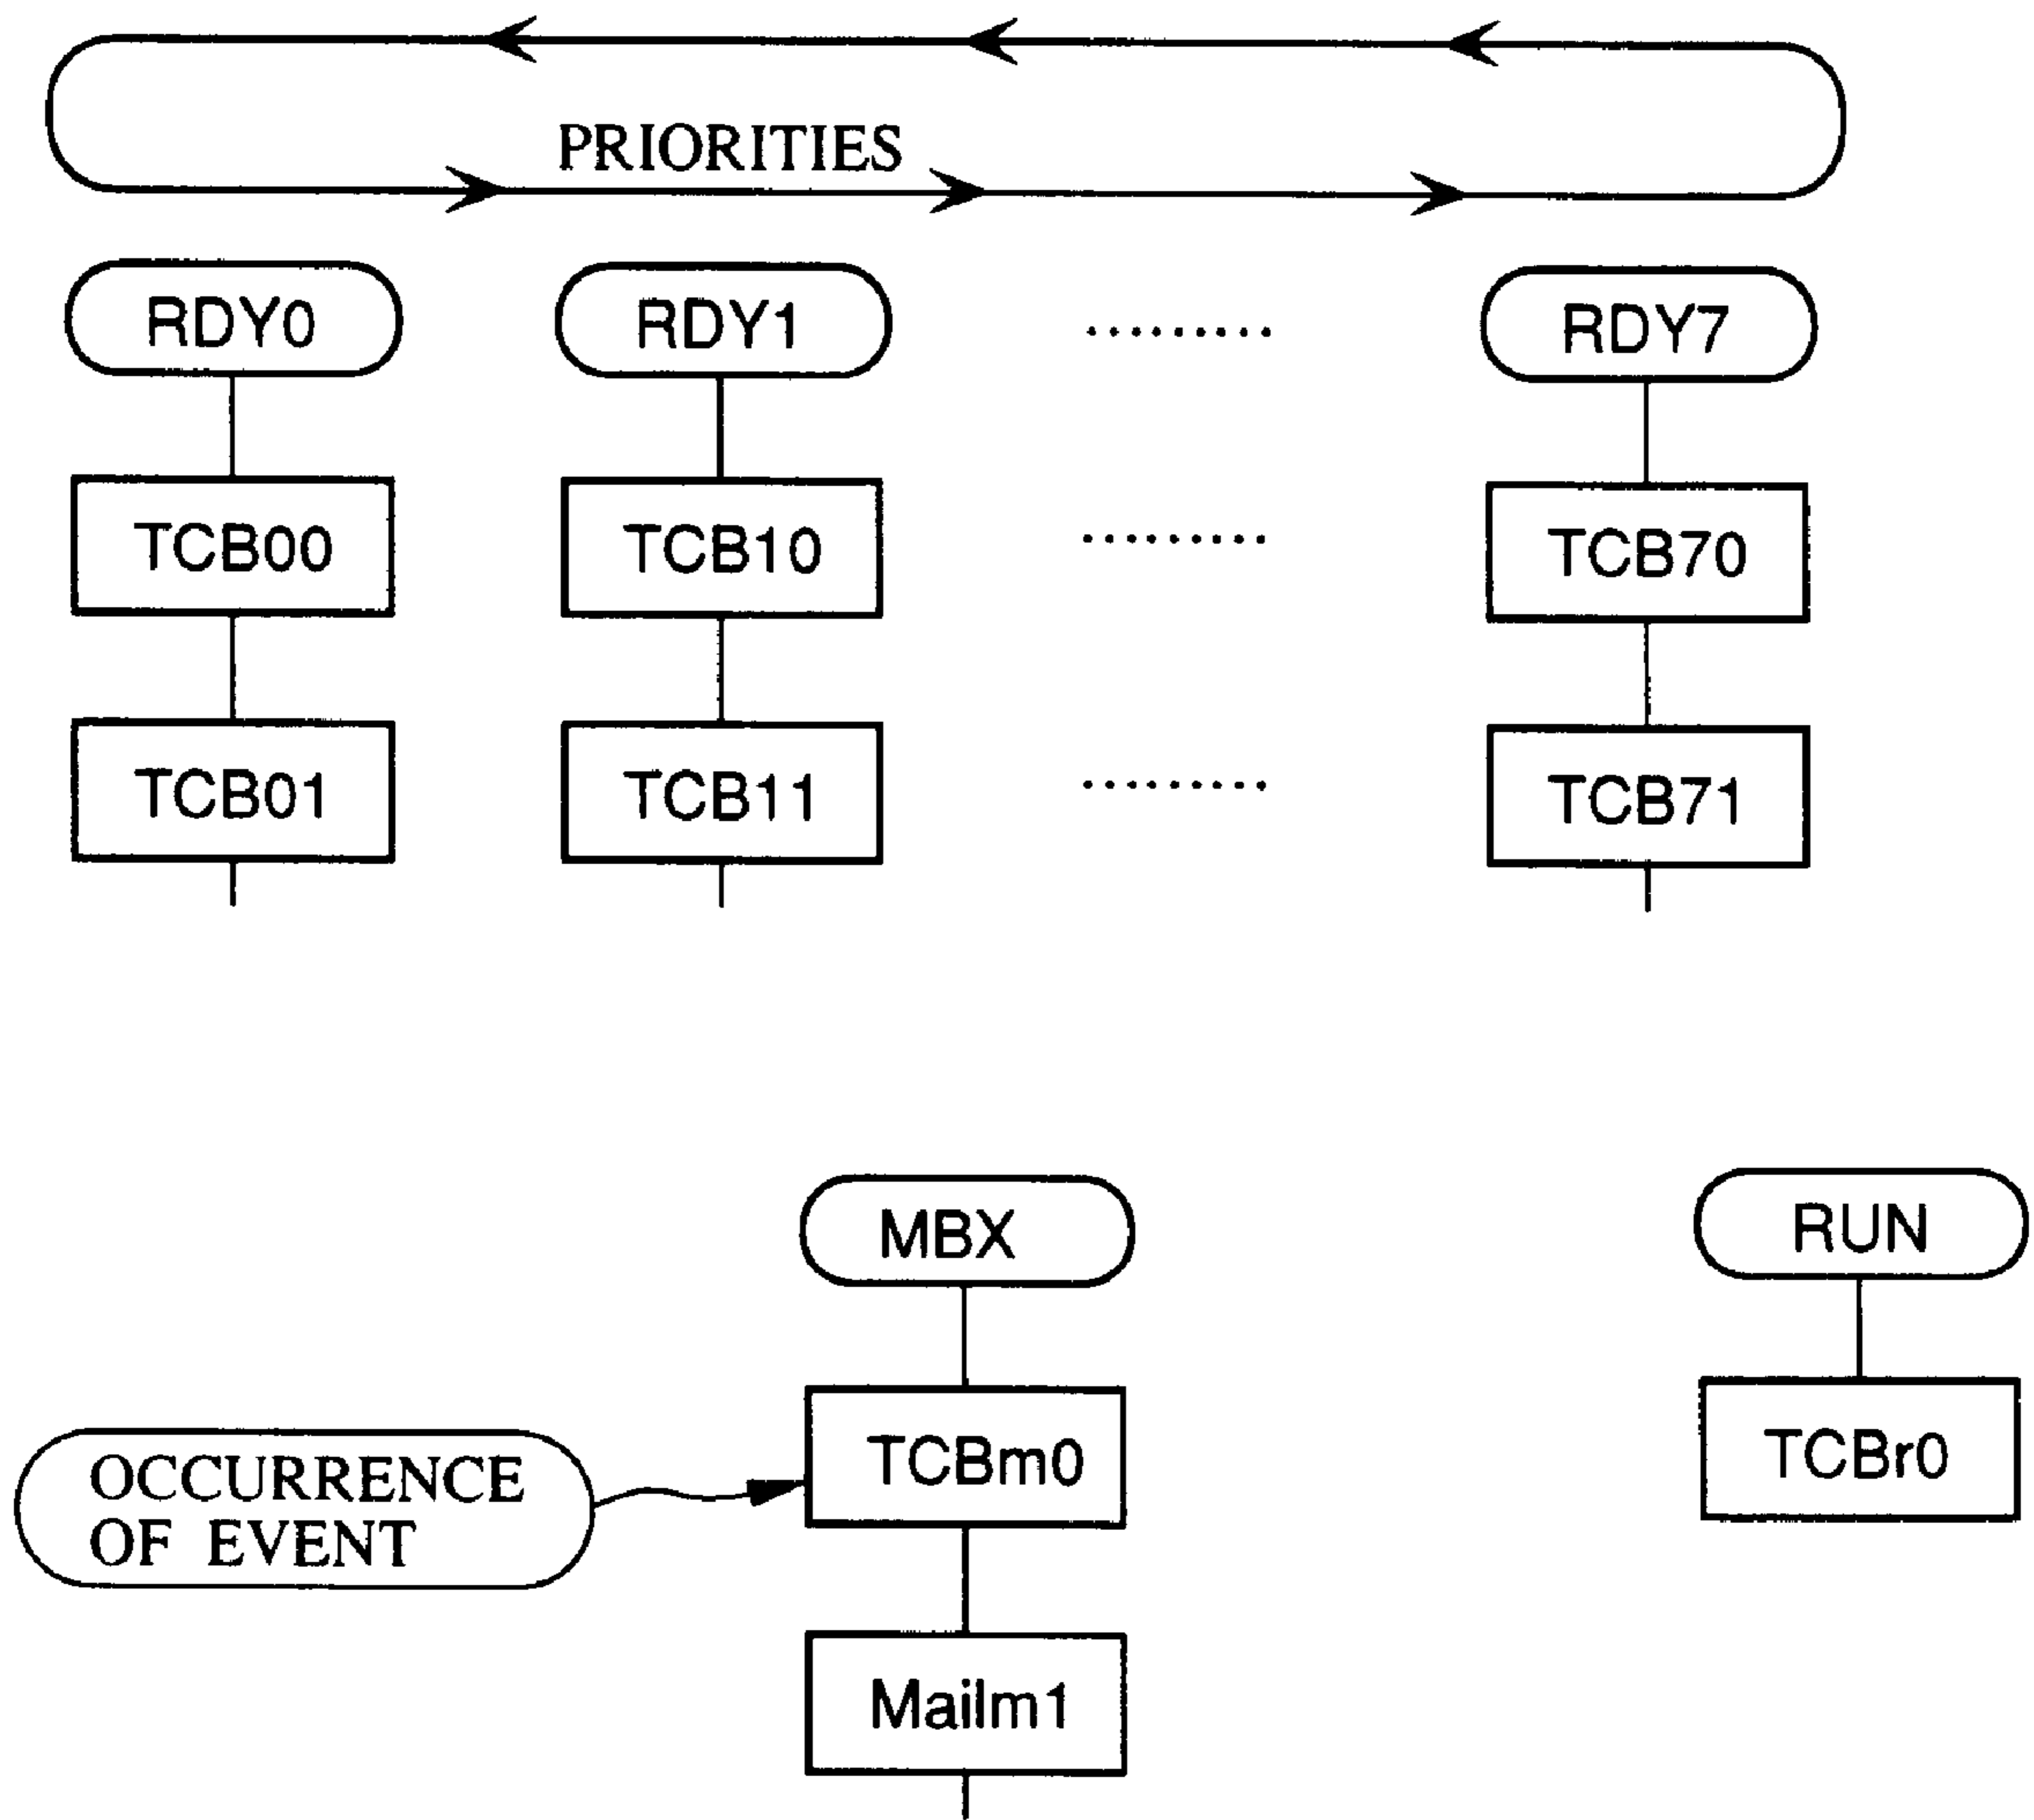 PRIORITIES
RDY0 RDY1 ......... RDY7
TCB00 TCB10 ......... TCB70
TCB01 TCB11 ......... TCB71
MBX RUN
TCBm0 TCBr0
OCCURRENCE
OF EVENT
Mailm1